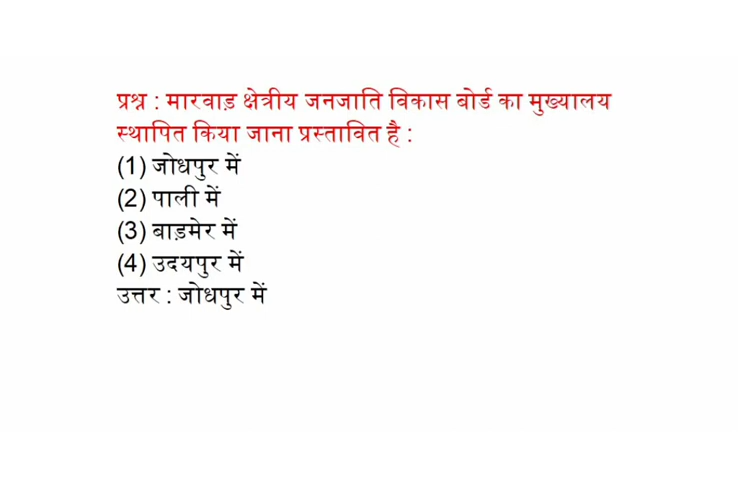 प्रश्न : मारवाड़ क्षेत्रीय जनजाति विकास बोर्ड का मुख्यालय
स्थापित किया जाना प्रस्तावित है :
(1) जोधपुर में
(2) पाली में
(3) बाड़मेर में
(4) उदयपुर में
उत्तर : जोधपुर में